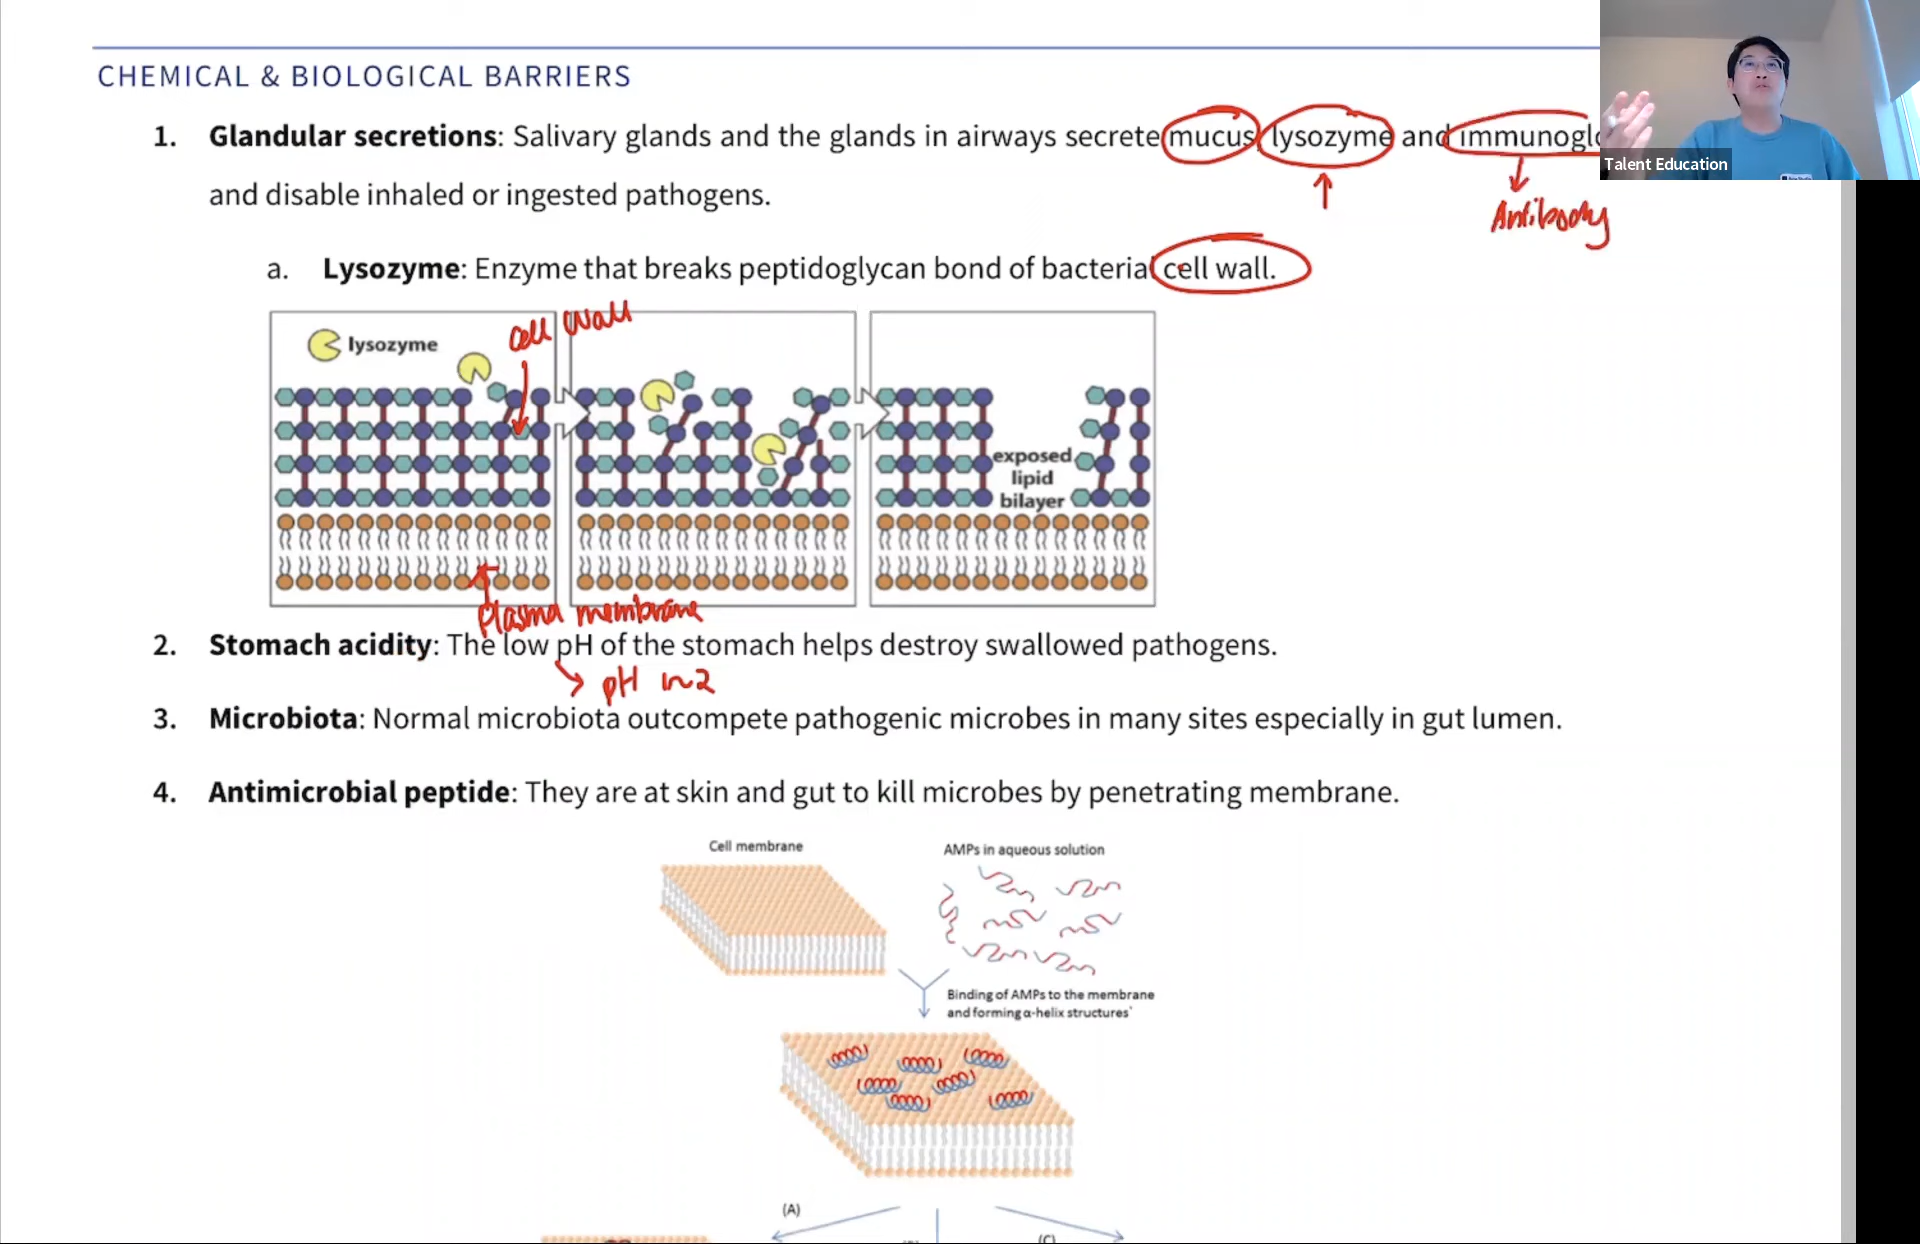 CHEMICAL & BIOLOGICAL BARRIERS
1. Glandular secretions: Salivary glands and the glands in airways secrete mucus, lysozyme and immunoglo
Talent Education
and disable inhaled or ingested pathogens.
Antibody
a. Lysozyme: Enzyme that breaks peptidoglycan bond of bacterial cell wall.
cell wall
lysozyme
exposed
lipid
bilayer
plasma membrane
2. Stomach acidity: The low pH of the stomach helps destroy swallowed pathogens.
pH 1~2
3. Microbiota: Normal microbiota outcompete pathogenic microbes in many sites especially in gut lumen.
4. Antimicrobial peptide: They are at skin and gut to kill microbes by penetrating membrane.
Cell membrane
AMPs in aqueous solution
Binding of AMPs to the membrane
and forming α-helix structures`
(A)
(C)